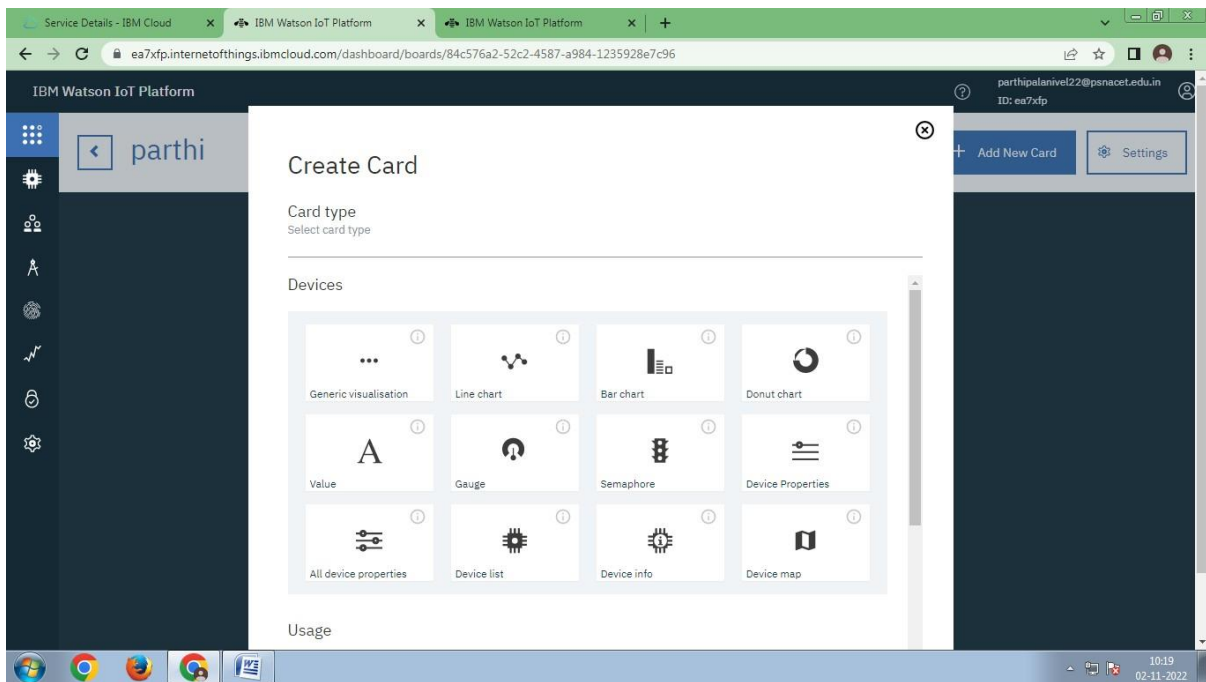 Service Details - IBM Cloud
IBM Watson IoT Platform
IBM Watson IoT Platform
ea7xfp.internetofthings.ibmcloud.com/dashboard/boards/84c576a2-52c2-4587-a984-1235928e7c96
IBM Watson IoT Platform
parthipalanivel22@psnacet.edu.in
ID: ea7xfp
parthi
Add New Card
Settings
Create Card
Card type
Select card type
Devices
Generic visualisation
Line chart
Bar chart
Donut chart
A
Value
Gauge
Semaphore
Device Properties
All device properties
Device list
Device info
Device map
Usage
10:19
02-11-2022